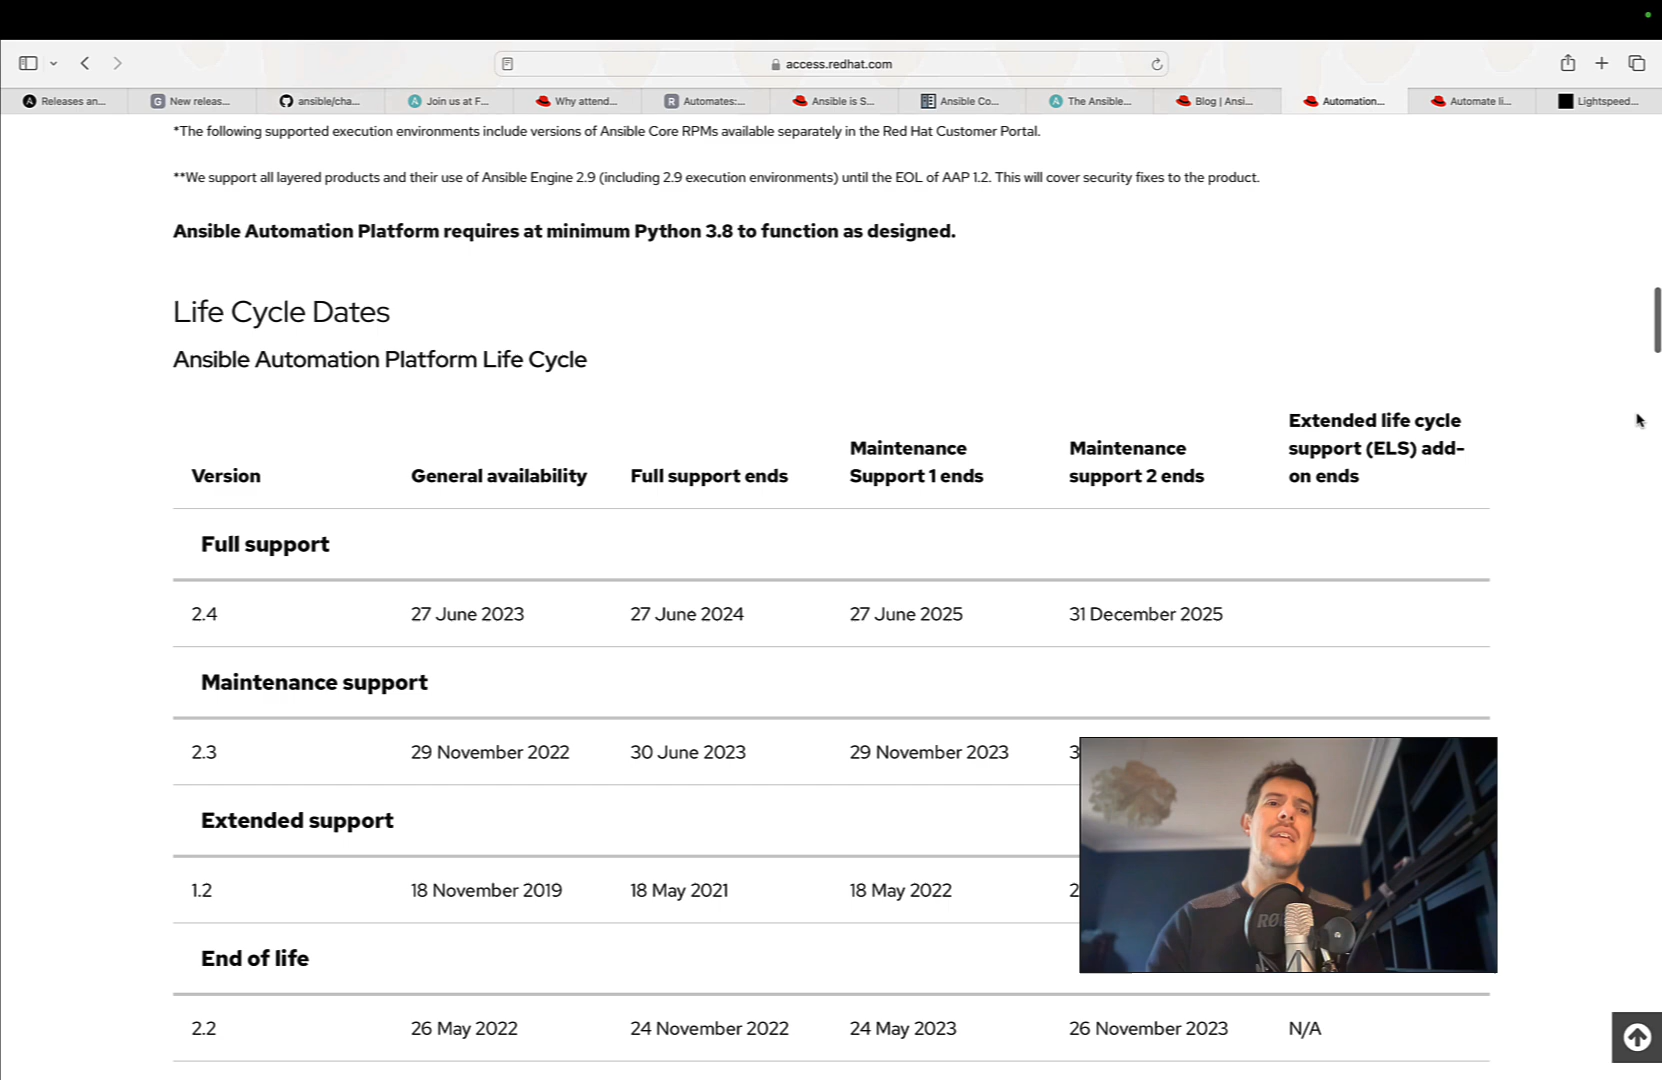 access.redhat.com
Releases an... New releas... ansible/cha... Join us at F... Why attend... Automates:... Ansible is S... Ansible Co... The Ansible... Blog | Ansi... Automation... Automate li... Lightspeed...
*The following supported execution environments include versions of Ansible Core RPMs available separately in the Red Hat Customer Portal.
**We support all layered products and their use of Ansible Engine 2.9 (including 2.9 execution environments) until the EOL of AAP 1.2. This will cover security fixes to the product.
Ansible Automation Platform requires at minimum Python 3.8 to function as designed.
Life Cycle Dates
Ansible Automation Platform Life Cycle
Version General availability Full support ends Maintenance Support 1 ends Maintenance support 2 ends Extended life cycle support (ELS) add-on ends
Full support
2.4 27 June 2023 27 June 2024 27 June 2025 31 December 2025
Maintenance support
2.3 29 November 2022 30 June 2023 29 November 2023 3
Extended support
1.2 18 November 2019 18 May 2021 18 May 2022 2
RØ
End of life
2.2 26 May 2022 24 November 2022 24 May 2023 26 November 2023 N/A